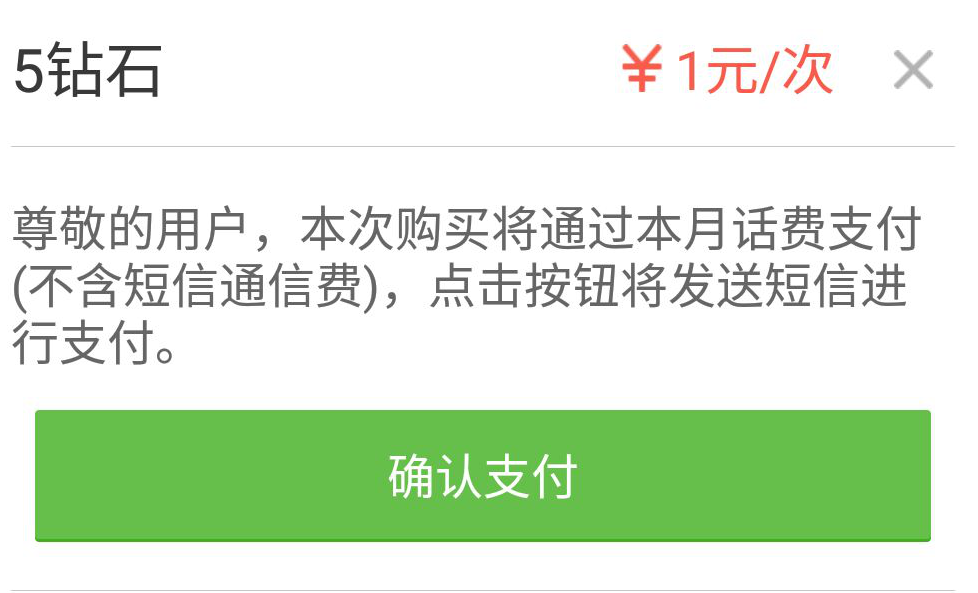 5钻石 ¥ 1元/次
尊敬的用户，本次购买将通过本月话费支付
(不含短信通信费)，点击按钮将发送短信进
行支付。
确认支付